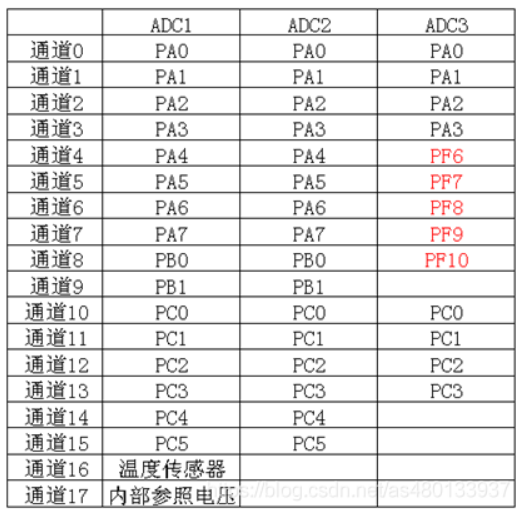 ADC1 ADC2 ADC3
通道0 PA0 PA0 PA0
通道1 PA1 PA1 PA1
通道2 PA2 PA2 PA2
通道3 PA3 PA3 PA3
通道4 PA4 PA4 PF6
通道5 PA5 PA5 PF7
通道6 PA6 PA6 PF8
通道7 PA7 PA7 PF9
通道8 PB0 PB0 PF10
通道9 PB1 PB1
通道10 PC0 PC0 PC0
通道11 PC1 PC1 PC1
通道12 PC2 PC2 PC2
通道13 PC3 PC3 PC3
通道14 PC4 PC4
通道15 PC5 PC5
通道16 温度传感器
通道17 内部参照电压
https://blog.csdn.net/as480133937